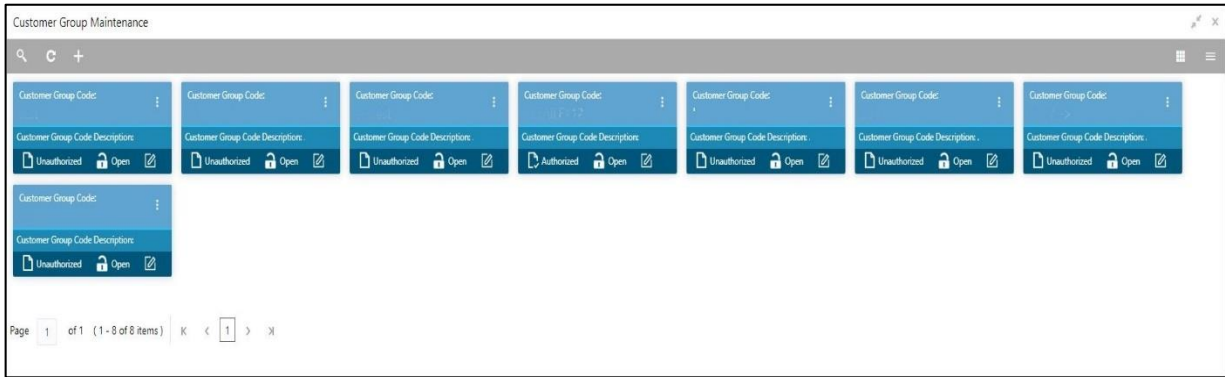 Customer Group Maintenance
Customer Group Code: Customer Group Code: Customer Group Code: Customer Group Code: Customer Group Code: Customer Group Code: Customer Group Code:
Customer Group Code Description: Customer Group Code Description: . Customer Group Code Description: Customer Group Code Description: Customer Group Code Description: . Customer Group Code Description: . Customer Group Code Description: .
Unauthorized Open Unauthorized Open Unauthorized Open Authorized Open Unauthorized Open Unauthorized Open Unauthorized Open
Customer Group Code:
Customer Group Code Description:
Unauthorized Open
Page 1 of 1 (1 - 8 of 8 items) K < 1 > >|